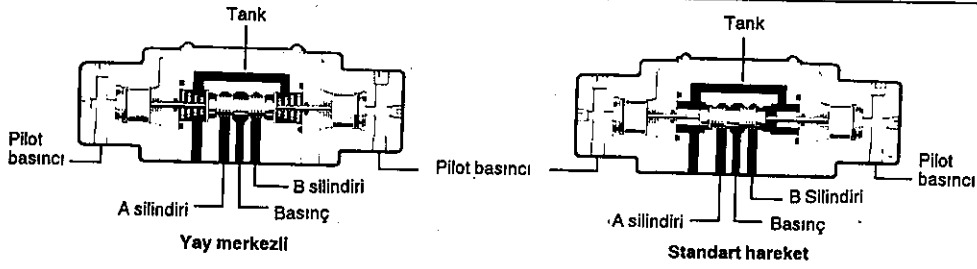 Tank
Pilot
basıncı
A silindiri
B silindiri
Basınç
Yay merkezli
Pilot basıncı
Tank
A silindiri
B Silindiri
Basınç
Pilot
basıncı
Standart hareket